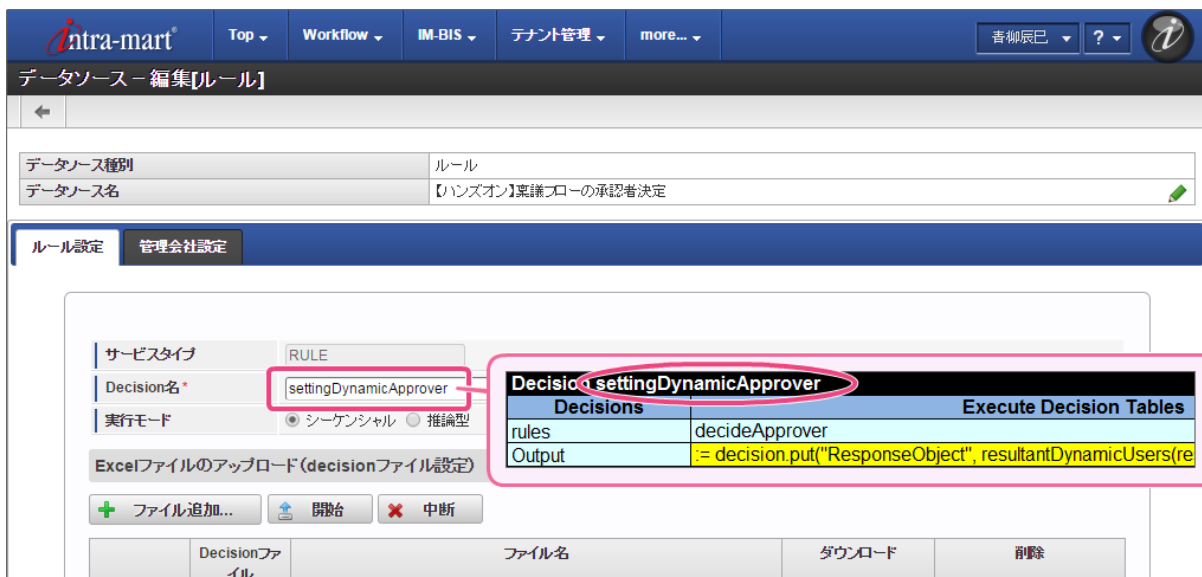 intra-mart® Top Workflow IM-BIS テナント管理 more... 青柳辰巳 ?
データソース－編集[ルール]
データソース種別 ルール
データソース名 【ハンズオン】稟議フローの承認者決定
ルール設定 管理会社設定
サービスタイプ RULE
Decision名* settingDynamicApprover
実行モード シーケンシャル 推論型
Decision settingDynamicApprover
Decisions Execute Decision Tables
rules decideApprover
Output := decision.put("ResponseObject", resultantDynamicUsers(re
Excelファイルのアップロード（decisionファイル設定）
ファイル追加... 開始 中断
Decisionファイル ファイル名 ダウンロード 削除